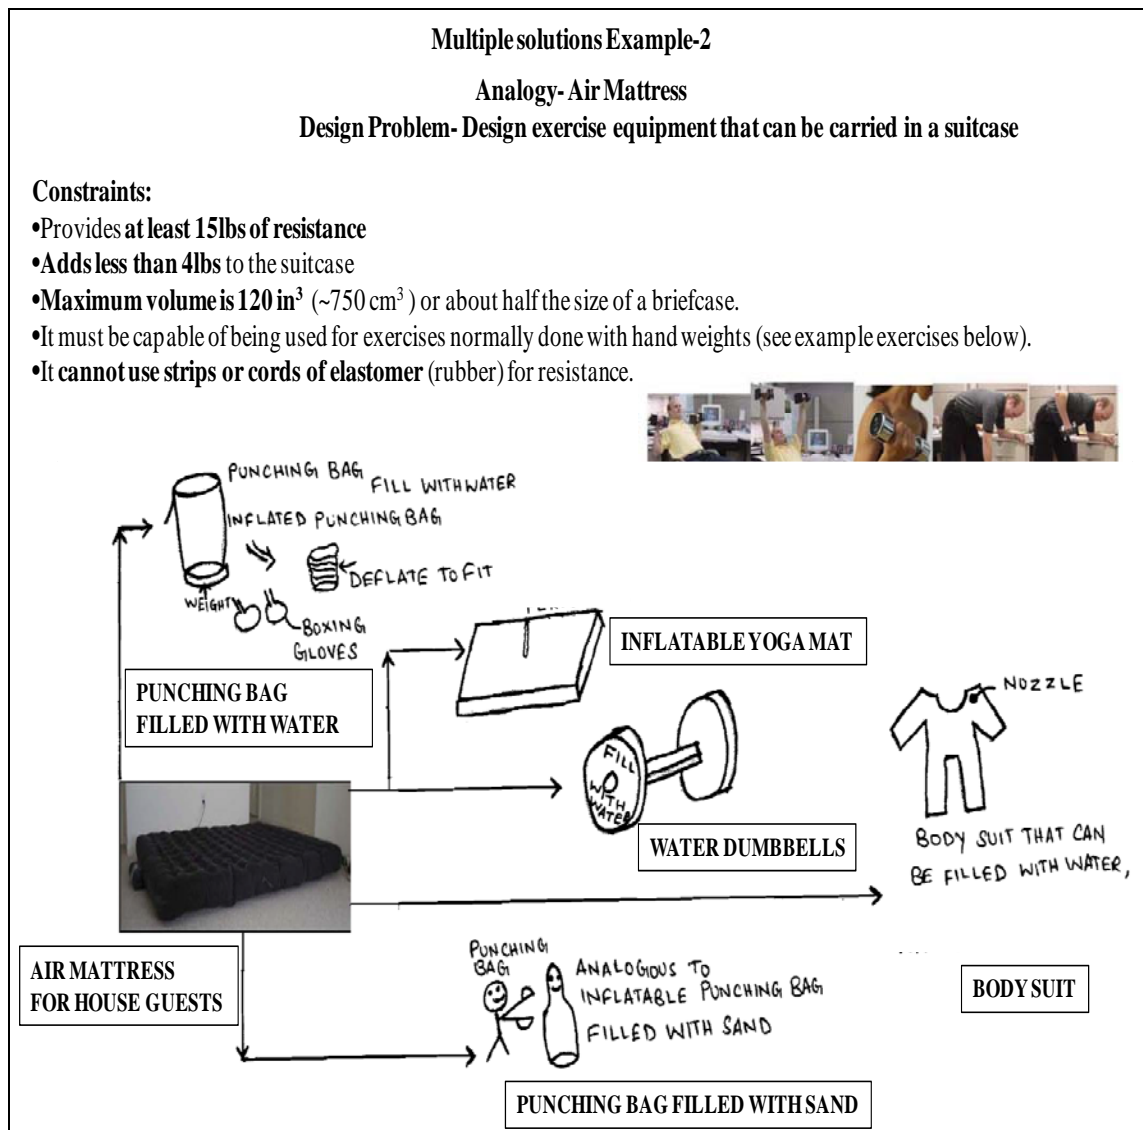 Multiple solutions Example-2
Analogy- Air Mattress
Design Problem- Design exercise equipment that can be carried in a suitcase
Constraints:
•Provides at least 15lbs of resistance
•Adds less than 4lbs to the suitcase
•Maximum volume is 120 in³ (~750 cm³ ) or about half the size of a briefcase.
•It must be capable of being used for exercises normally done with hand weights (see example exercises below).
•It cannot use strips or cords of elastomer (rubber) for resistance.
PUNCHING BAG FILL WITH WATER
INFLATED PUNCHING BAG
DEFLATE TO FIT
WEIGHT
BOXING
GLOVES
PUNCHING BAG
FILLED WITH WATER
INFLATABLE YOGA MAT
FILL
WITH
WATER
WATER DUMBBELLS
NOZZLE
BODY SUIT THAT CAN
BE FILLED WITH WATER,
BODY SUIT
AIR MATTRESS
FOR HOUSE GUESTS
PUNCHING
BAG
ANALOGOUS TO
INFLATABLE PUNCHING BAG
FILLED WITH SAND
PUNCHING BAG FILLED WITH SAND